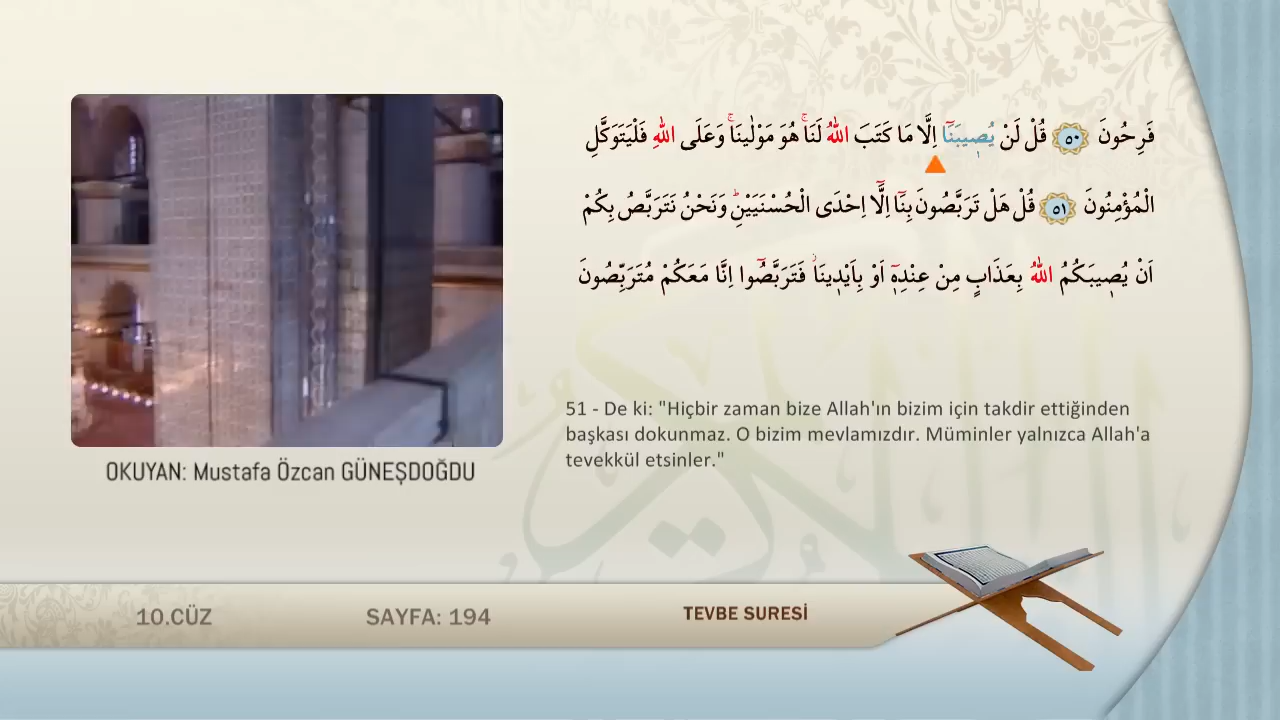 فَرِحُونَ ﴿٥٠﴾ قُلْ لَنْ يُصٖيبَنَٓا اِلَّا مَا كَتَبَ اللّٰهُ لَنَاۚ هُوَ مَوْلٰينَاۚ وَعَلَى اللّٰهِ فَلْيَتَوَكَّلِ
الْمُؤْمِنُونَ ﴿٥١﴾ قُلْ هَلْ تَرَبَّصُونَ بِنَٓا اِلَّٓا اِحْدَى الْحُسْنَيَيْنِؕ وَنَحْنُ نَتَرَبَّصُ بِكُمْ
اَنْ يُصٖيبَكُمُ اللّٰهُ بِعَذَابٍ مِنْ عِنْدِهٖٓ اَوْ بِاَيْدٖينَاؗ فَتَرَبَّصُٓوا اِنَّا مَعَكُمْ مُتَرَبِّصُونَ
51 - De ki: "Hiçbir zaman bize Allah'ın bizim için takdir ettiğinden
başkası dokunmaz. O bizim mevlamızdır. Müminler yalnızca Allah'a
tevekkül etsinler."
OKUYAN: Mustafa Özcan GÜNEŞDOĞDU
10.CÜZ
SAYFA: 194
TEVBE SURESİ